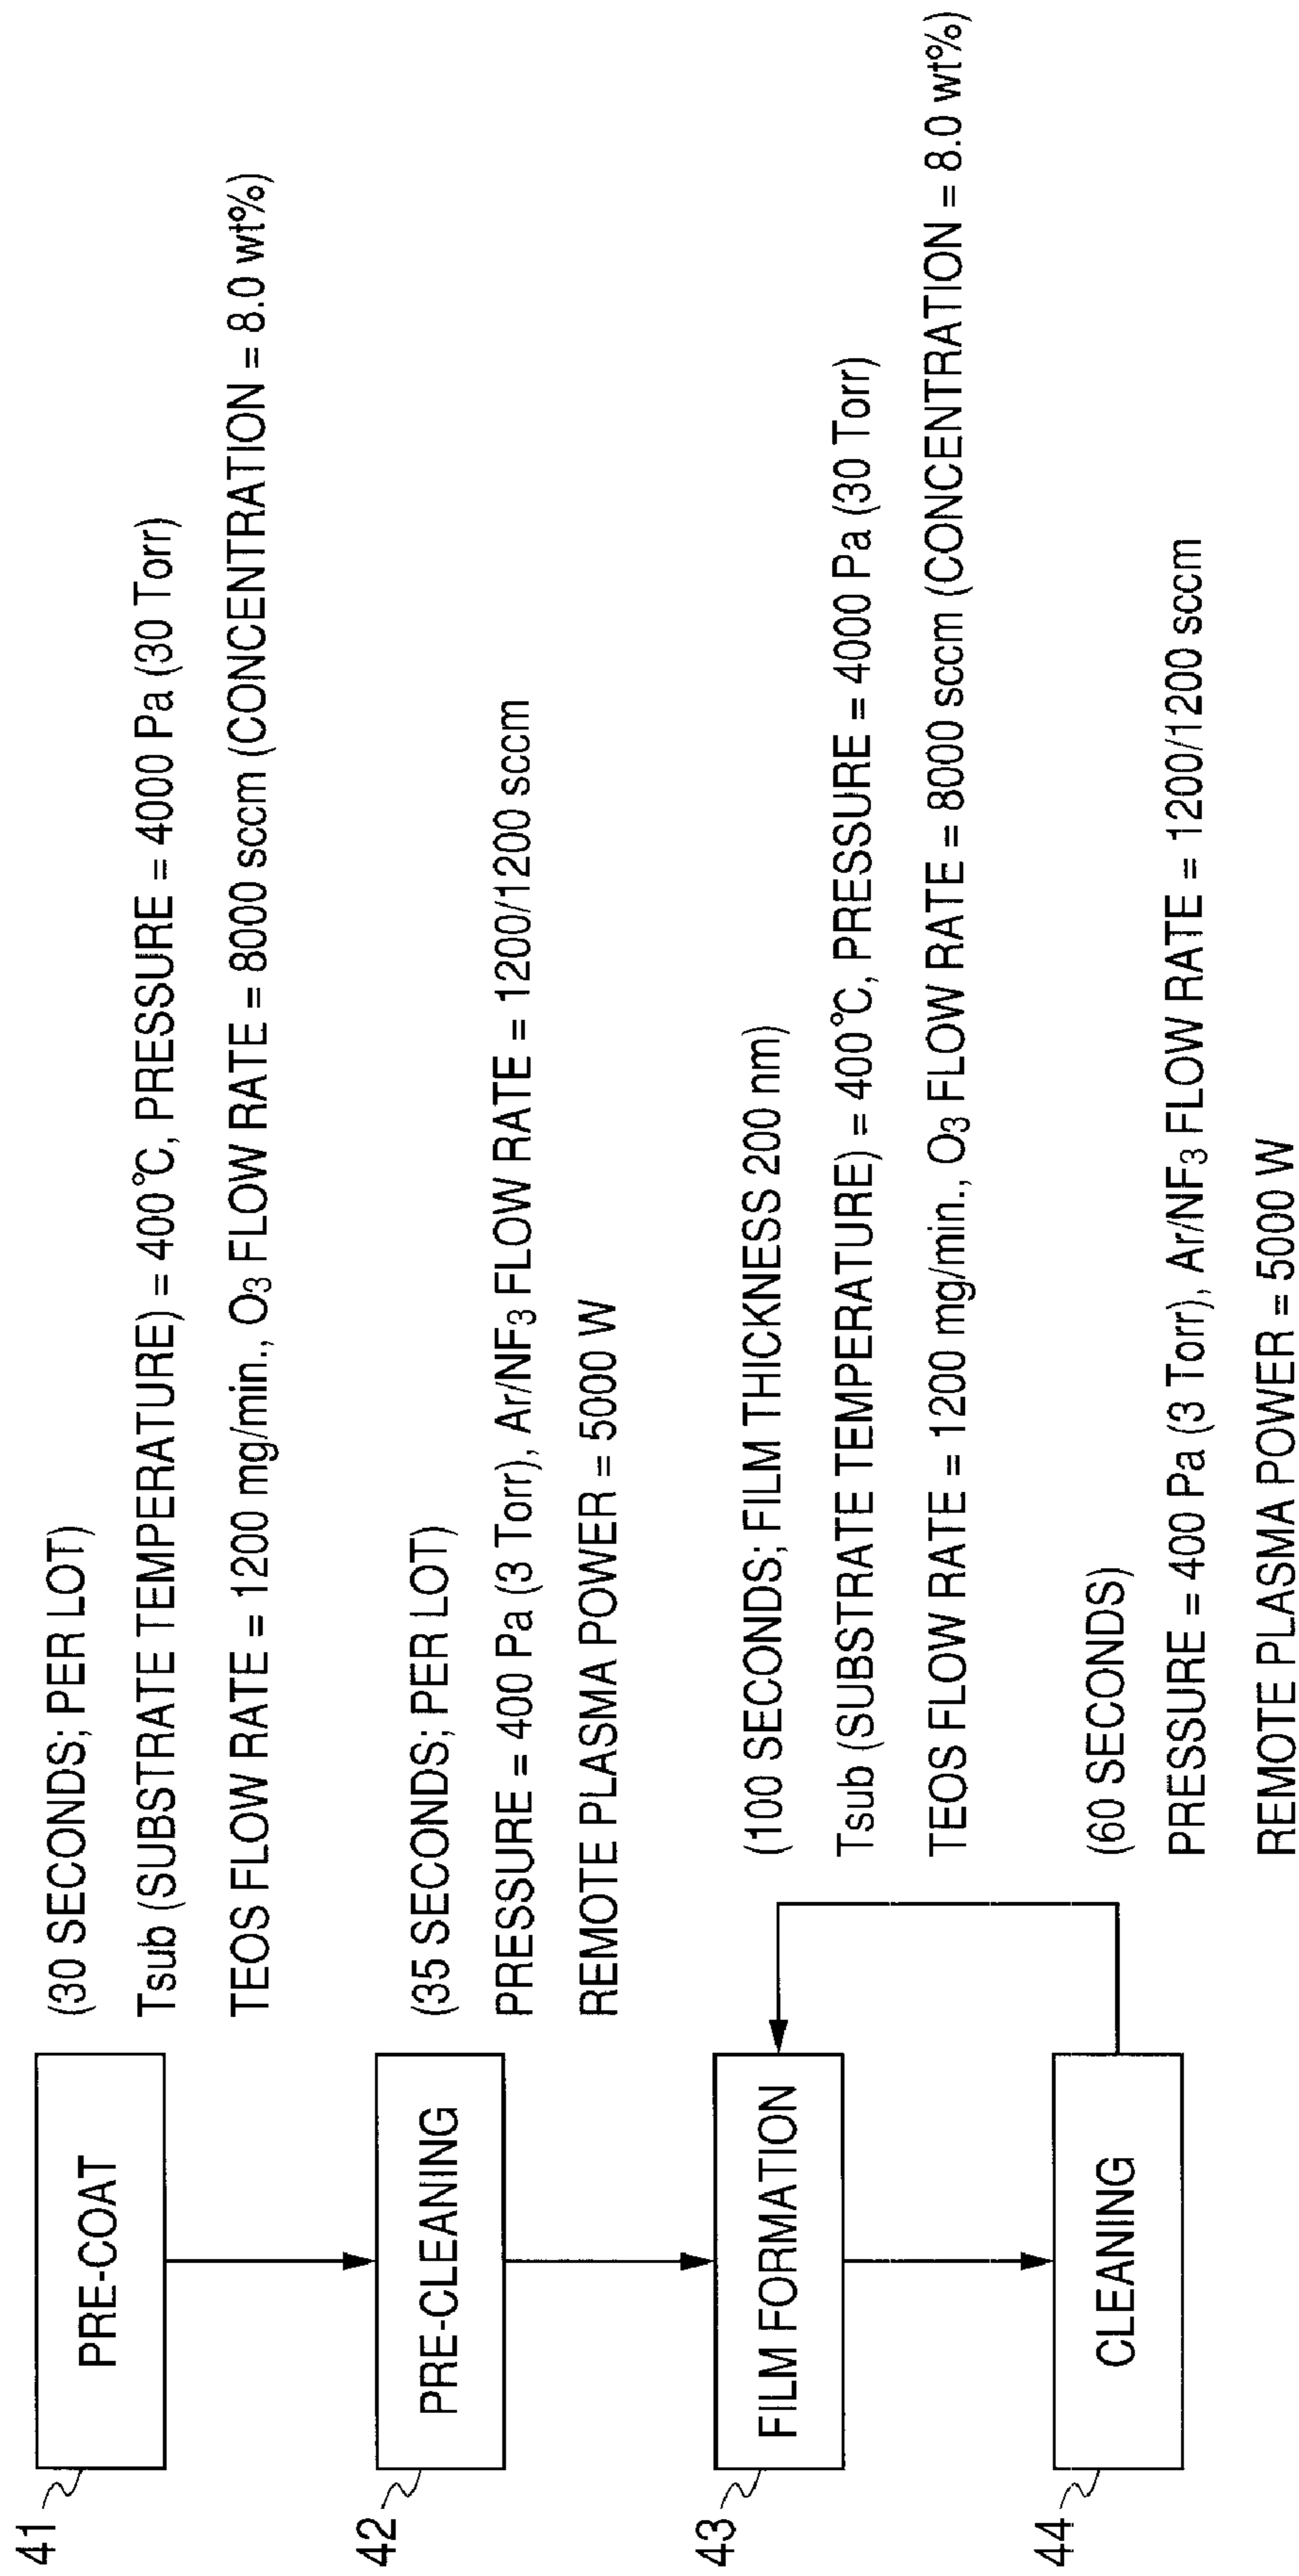 41
PRE-COAT
(30 SECONDS; PER LOT)
Tsub (SUBSTRATE TEMPERATURE) = 400°C, PRESSURE = 4000 Pa (30 Torr)
TEOS FLOW RATE = 1200 mg/min., O3 FLOW RATE = 8000 sccm (CONCENTRATION = 8.0 wt%)
42
PRE-CLEANING
(35 SECONDS; PER LOT)
PRESSURE = 400 Pa (3 Torr), Ar/NF3 FLOW RATE = 1200/1200 sccm
REMOTE PLASMA POWER = 5000 W
43
FILM FORMATION
(100 SECONDS; FILM THICKNESS 200 nm)
Tsub (SUBSTRATE TEMPERATURE) = 400°C, PRESSURE = 4000 Pa (30 Torr)
TEOS FLOW RATE = 1200 mg/min., O3 FLOW RATE = 8000 sccm (CONCENTRATION = 8.0 wt%)
44
CLEANING
(60 SECONDS)
PRESSURE = 400 Pa (3 Torr), Ar/NF3 FLOW RATE = 1200/1200 sccm
REMOTE PLASMA POWER = 5000 W